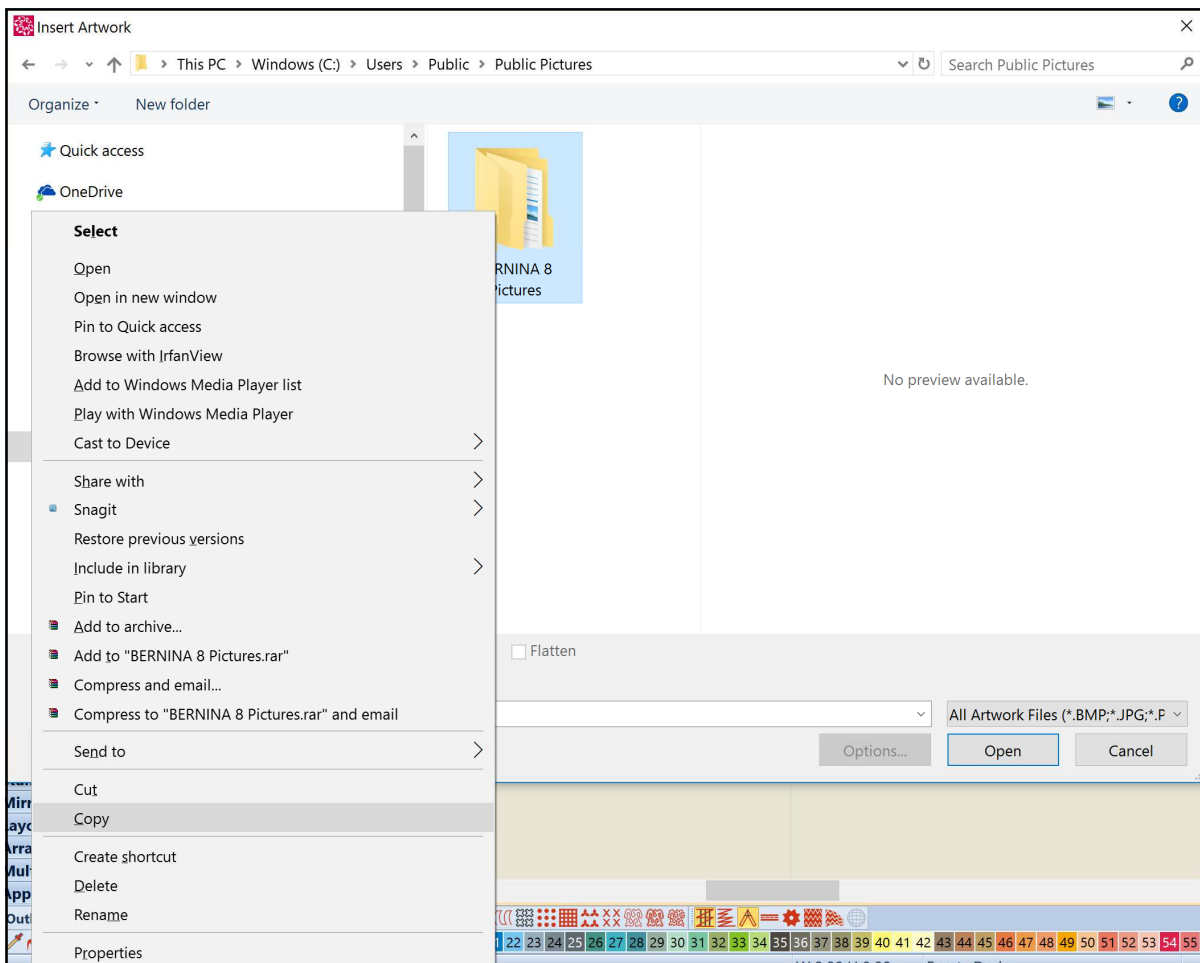 Insert Artwork
This PC > Windows (C:) > Users > Public > Public Pictures
Search Public Pictures
Organize
New folder
Quick access
OneDrive
RNINA 8
Pictures
No preview available.
Select
Open
Open in new window
Pin to Quick access
Browse with IrfanView
Add to Windows Media Player list
Play with Windows Media Player
Cast to Device
Share with
Snagit
Restore previous versions
Include in library
Pin to Start
Add to archive...
Add to "BERNINA 8 Pictures.rar"
Compress and email...
Compress to "BERNINA 8 Pictures.rar" and email
Send to
Cut
Copy
Create shortcut
Delete
Rename
Properties
Flatten
All Artwork Files (*.BMP;*.JPG;*.P
Options...
Open
Cancel
Mirr
Layo
Arra
Mul
App
Outl
22 23 24 25 26 27 28 29 30 31 32 33 34 35 36 37 38 39 40 41 42 43 44 45 46 47 48 49 50 51 52 53 54 55